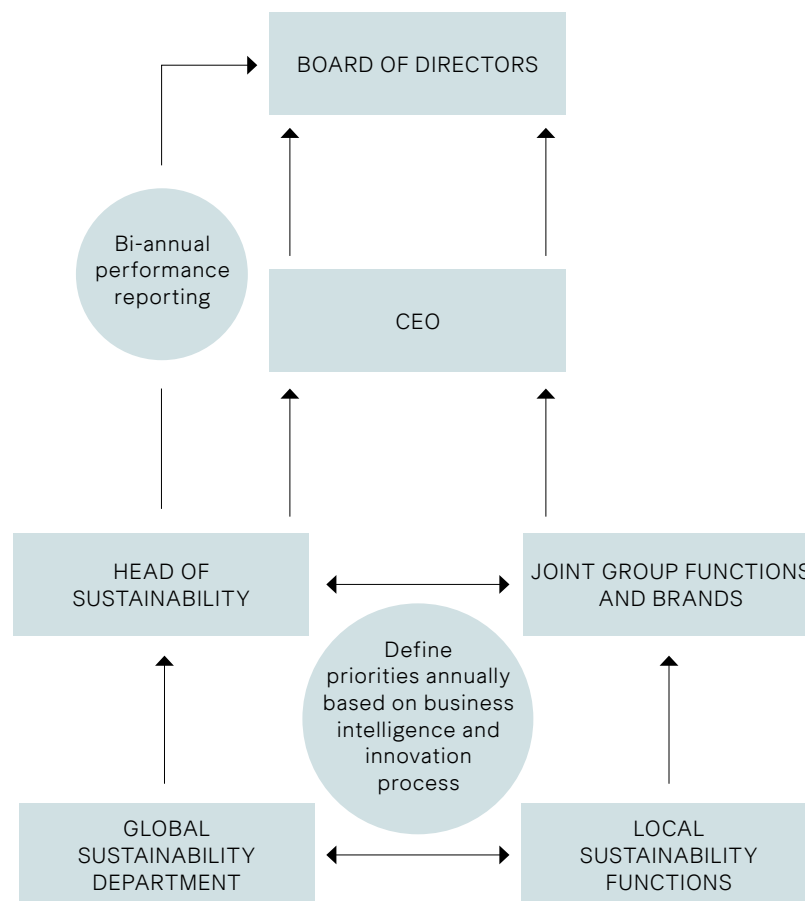 BOARD OF DIRECTORS
Bi-annual
performance
reporting
CEO
HEAD OF
SUSTAINABILITY
JOINT GROUP FUNCTIONS
AND BRANDS
Define
priorities annually
based on business
intelligence and
innovation
process
GLOBAL
SUSTAINABILITY
DEPARTMENT
LOCAL
SUSTAINABILITY
FUNCTIONS